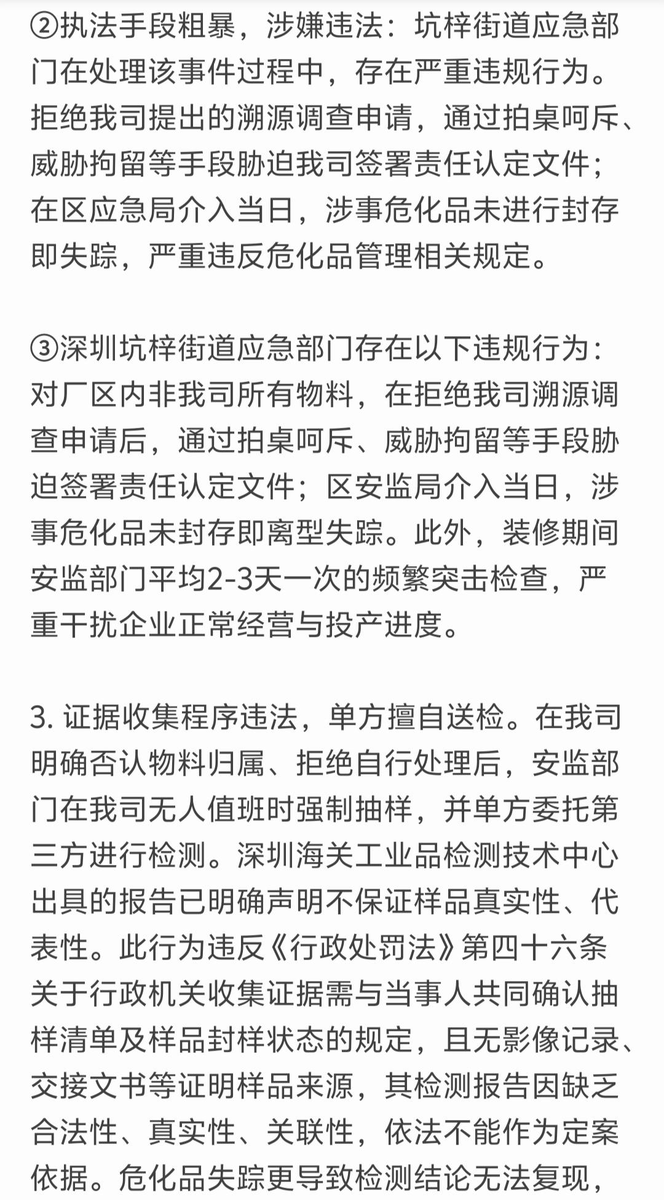 ②执法手段粗暴，涉嫌违法：坑梓街道应急部
门在处理该事件过程中，存在严重违规行为。
拒绝我司提出的溯源调查申请，通过拍桌呵斥、
威胁拘留等手段胁迫我司签署责任认定文件；
在区应急局介入当日，涉事危化品未进行封存
即失踪，严重违反危化品管理相关规定。
③深圳坑梓街道应急部门存在以下违规行为：
对厂区内非我司所有物料，在拒绝我司溯源调
查申请后，通过拍桌呵斥、威胁拘留等手段胁
迫签署责任认定文件；区安监局介入当日，涉
事危化品未封存即离型失踪。此外，装修期间
安监部门平均2-3天一次的频繁突击检查，严
重干扰企业正常经营与投产进度。
3. 证据收集程序违法，单方擅自送检。在我司
明确否认物料归属、拒绝自行处理后，安监部
门在我司无人值班时强制抽样，并单方委托第
三方进行检测。深圳海关工业品检测技术中心
出具的报告已明确声明不保证样品真实性、代
表性。此行为违反《行政处罚法》第四十六条
关于行政机关收集证据需与当事人共同确认抽
样清单及样品封样状态的规定，且无影像记录、
交接文书等证明样品来源，其检测报告因缺乏
合法性、真实性、关联性，依法不能作为定案
依据。危化品失踪更导致检测结论无法复现，